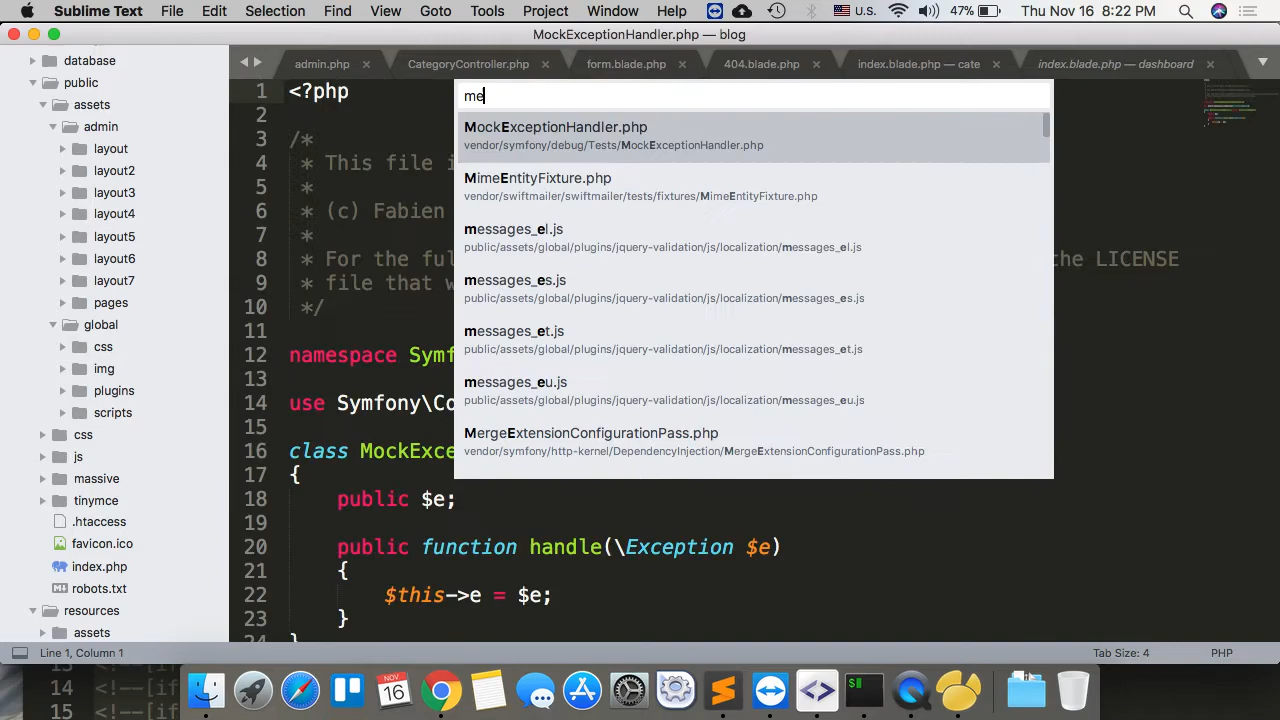 Sublime Text File Edit Selection Find View Goto Tools Project Window Help U.S. 47% Thu Nov 16 8:22 PM
MockExceptionHandler.php — blog
admin.php CategoryController.php form.blade.php 404.blade.php index.blade.php — cate index.blade.php — dashboard
database
public
assets
admin
layout
layout2
layout3
layout4
layout5
layout6
layout7
pages
global
css
img
plugins
scripts
css
js
massive
tinymce
.htaccess
favicon.ico
index.php
robots.txt
resources
assets
me
MockExceptionHandler.php
vendor/symfony/debug/Tests/MockExceptionHandler.php
MimeEntityFixture.php
vendor/swiftmailer/swiftmailer/tests/fixtures/MimeEntityFixture.php
messages_el.js
public/assets/global/plugins/jquery-validation/js/localization/messages_el.js
messages_es.js
public/assets/global/plugins/jquery-validation/js/localization/messages_es.js
messages_et.js
public/assets/global/plugins/jquery-validation/js/localization/messages_et.js
messages_eu.js
public/assets/global/plugins/jquery-validation/js/localization/messages_eu.js
MergeExtensionConfigurationPass.php
vendor/symfony/http-kernel/DependencyInjection/MergeExtensionConfigurationPass.php
1 <?php
2
3 /*
4 * This file i
5 *
6 * (c) Fabien
7 *
8 * For the ful the LICENSE
9 * file that w
10 */
11
12 namespace Symf
13
14 use Symfony\Co
15
16 class MockExce
17 {
18 public $e;
19
20 public function handle(\Exception $e)
21 {
22 $this->e = $e;
23 }
24 }
Line 1, Column 1 Tab Size: 4 PHP
14 <!--[if
15 <!--[if
NOV
16
$